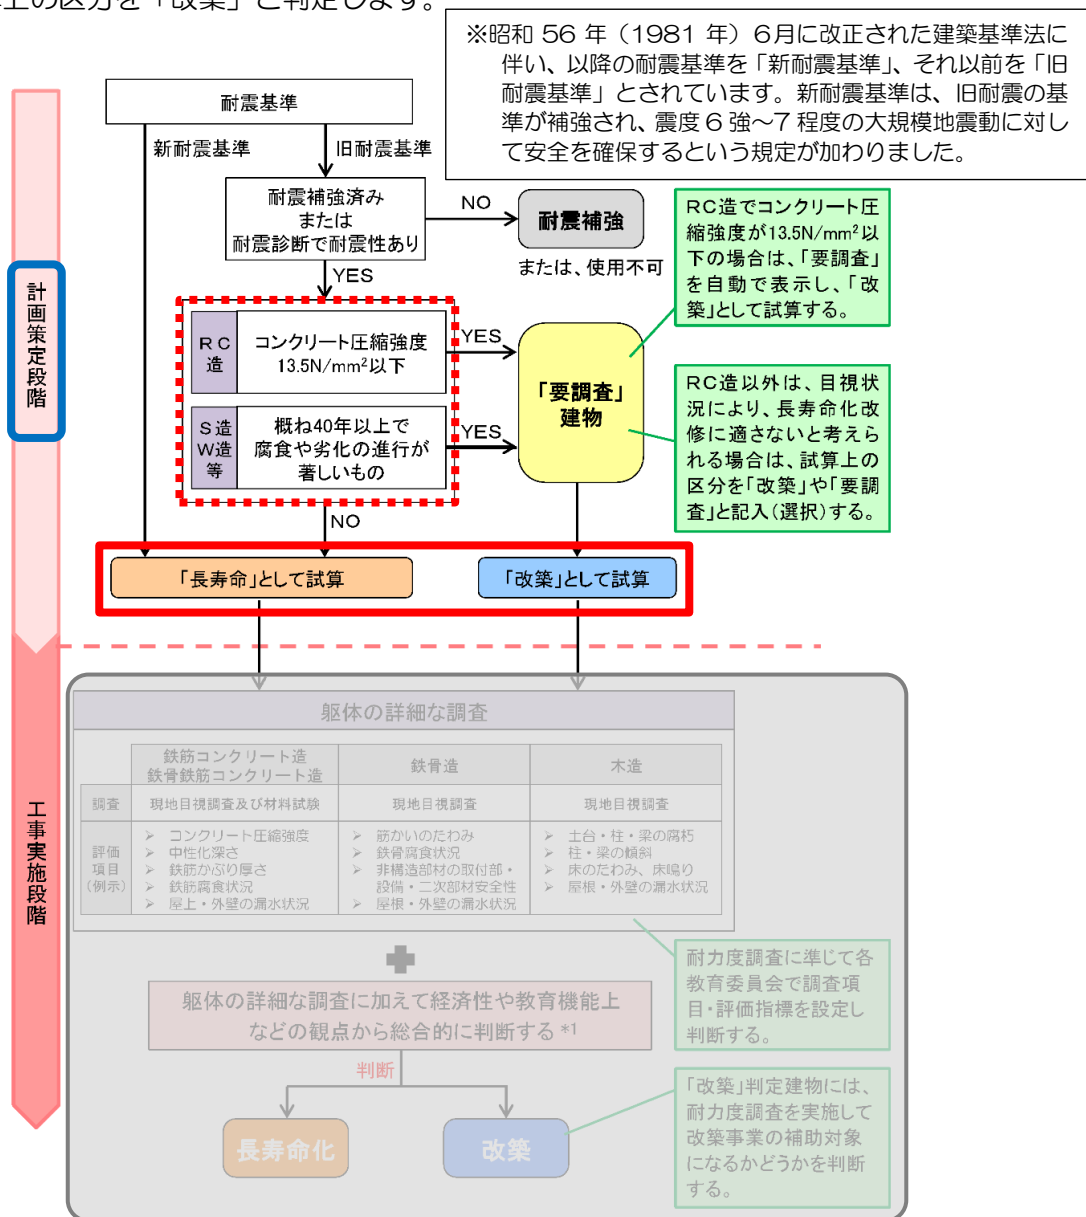 上の区分を「改築」と判定します。
※昭和 56 年（1981 年）6月に改正された建築基準法に
伴い、以降の耐震基準を「新耐震基準」、それ以前を「旧
耐震基準」とされています。新耐震基準は、旧耐震の基
準が補強され、震度６強～7 程度の大規模地震動に対し
て安全を確保するという規定が加わりました。
耐震基準
新耐震基準
旧耐震基準
耐震補強済み
または
耐震診断で耐震性あり
NO
耐震補強
または、使用不可
YES
RC造でコンクリート圧
縮強度が13.5N/mm²以
下の場合は、「要調査」
を自動で表示し、「改
築」として試算する。
計画策定段階
RC
造
コンクリート圧縮強度
13.5N/mm²以下
YES
S造
W造
等
概ね40年以上で
腐食や劣化の進行が
著しいもの
YES
「要調査」
建物
RC造以外は、目視状
況により、長寿命化改
修に適さないと考えら
れる場合は、試算上の
区分を「改築」や「要調
査」と記入（選択）する。
NO
「長寿命」として試算
「改築」として試算
工事実施段階
躯体の詳細な調査
鉄筋コンクリート造
鉄骨鉄筋コンクリート造
鉄骨造
木造
調査
現地目視調査及び材料試験
現地目視調査
現地目視調査
評価
項目
（例示）
➢ コンクリート圧縮強度
➢ 中性化深さ
➢ 鉄筋かぶり厚さ
➢ 鉄筋腐食状況
➢ 屋上・外壁の漏水状況
➢ 筋かいのたわみ
➢ 鉄骨腐食状況
➢ 非構造部材の取付部・
設備・二次部材安全性
➢ 屋根・外壁の漏水状況
➢ 土台・柱・梁の腐朽
➢ 柱・梁の傾斜
➢ 床のたわみ、床鳴り
➢ 屋根・外壁の漏水状況
耐力度調査に準じて各
教育委員会で調査項
目・評価指標を設定し
判断する。
躯体の詳細な調査に加えて経済性や教育機能上
などの観点から総合的に判断する *1
判断
長寿命化
改築
「改築」判定建物には、
耐力度調査を実施して
改築事業の補助対象
になるかどうかを判断
する。